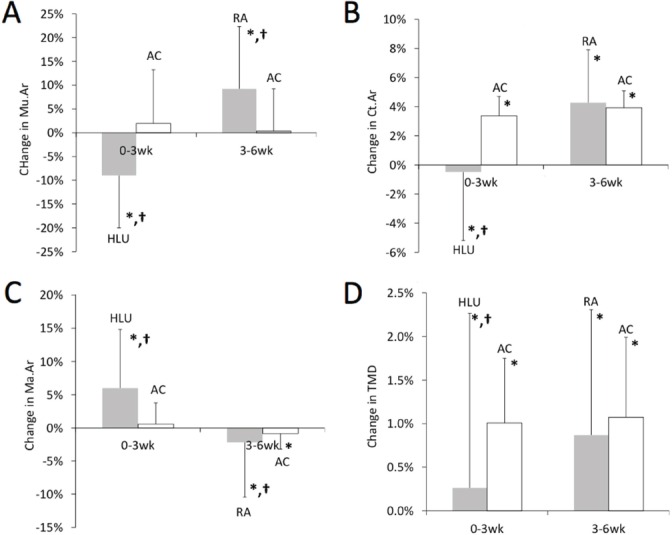 A
CHange in Mu.Ar
25%
20%
15%
10%
5%
0%
-5%
-10%
-15%
-20%
-25%
RA
*,†
AC
AC
0-3wk
3-6wk
*,†
HLU
B
Change in Ct.Ar
10%
8%
6%
4%
2%
0%
-2%
-4%
-6%
RA
*
AC
*
AC
*
0-3wk
3-6wk
*,†
HLU
C
Change in Ma.Ar
20%
15%
10%
5%
0%
-5%
-10%
-15%
HLU
*,†
AC
0-3wk
3-6wk
*
AC
*,†
RA
D
Change in TMD
2.5%
2.0%
1.5%
1.0%
0.5%
0.0%
HLU
*,†
AC
*
RA
*
AC
*
0-3wk
3-6wk